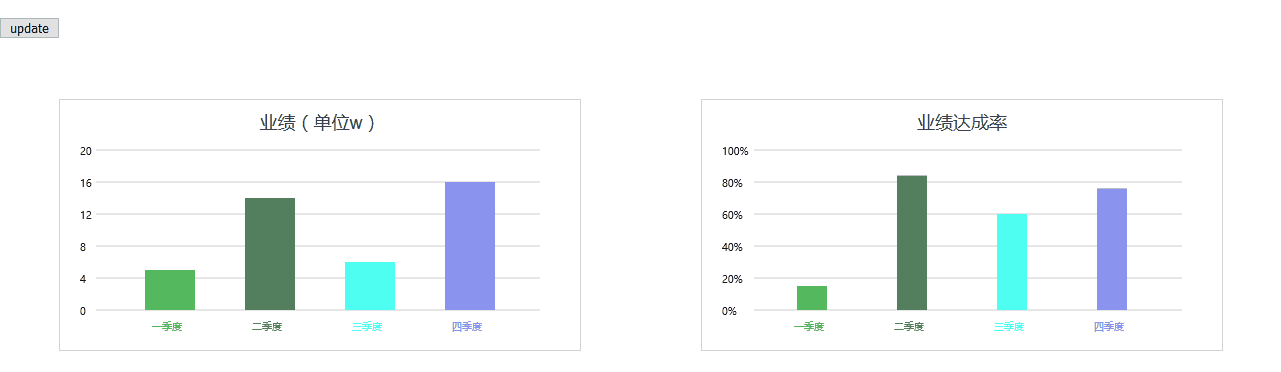 update
业绩（单位w）
20
16
12
8
4
0
一季度 二季度 三季度 四季度
业绩达成率
100%
80%
60%
40%
20%
0%
一季度 二季度 三季度 四季度